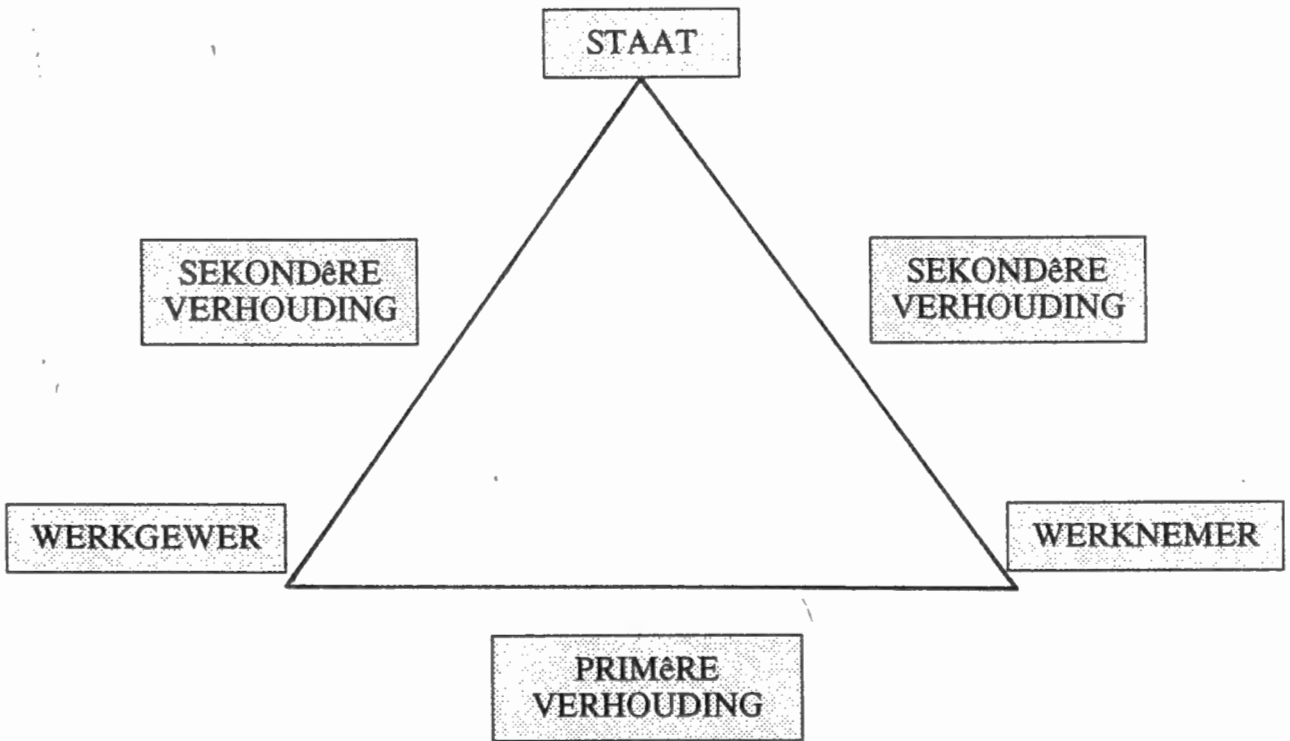 STAAT
SEKONDêRE
VERHOUDING
SEKONDêRE
VERHOUDING
WERKGEWER
WERKNEMER
PRIMêRE
VERHOUDING